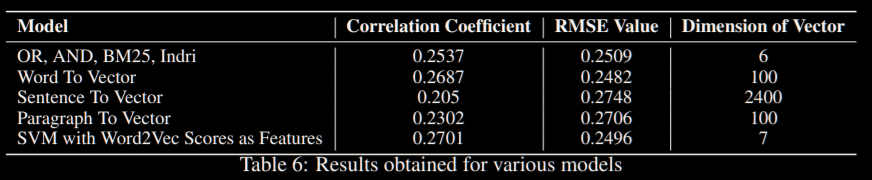 Model | Correlation Coefficient | RMSE Value | Dimension of Vector
OR, AND, BM25, Indri | 0.2537 | 0.2509 | 6
Word To Vector | 0.2687 | 0.2482 | 100
Sentence To Vector | 0.205 | 0.2748 | 2400
Paragraph To Vector | 0.2302 | 0.2706 | 100
SVM with Word2Vec Scores as Features | 0.2701 | 0.2496 | 7
Table 6: Results obtained for various models